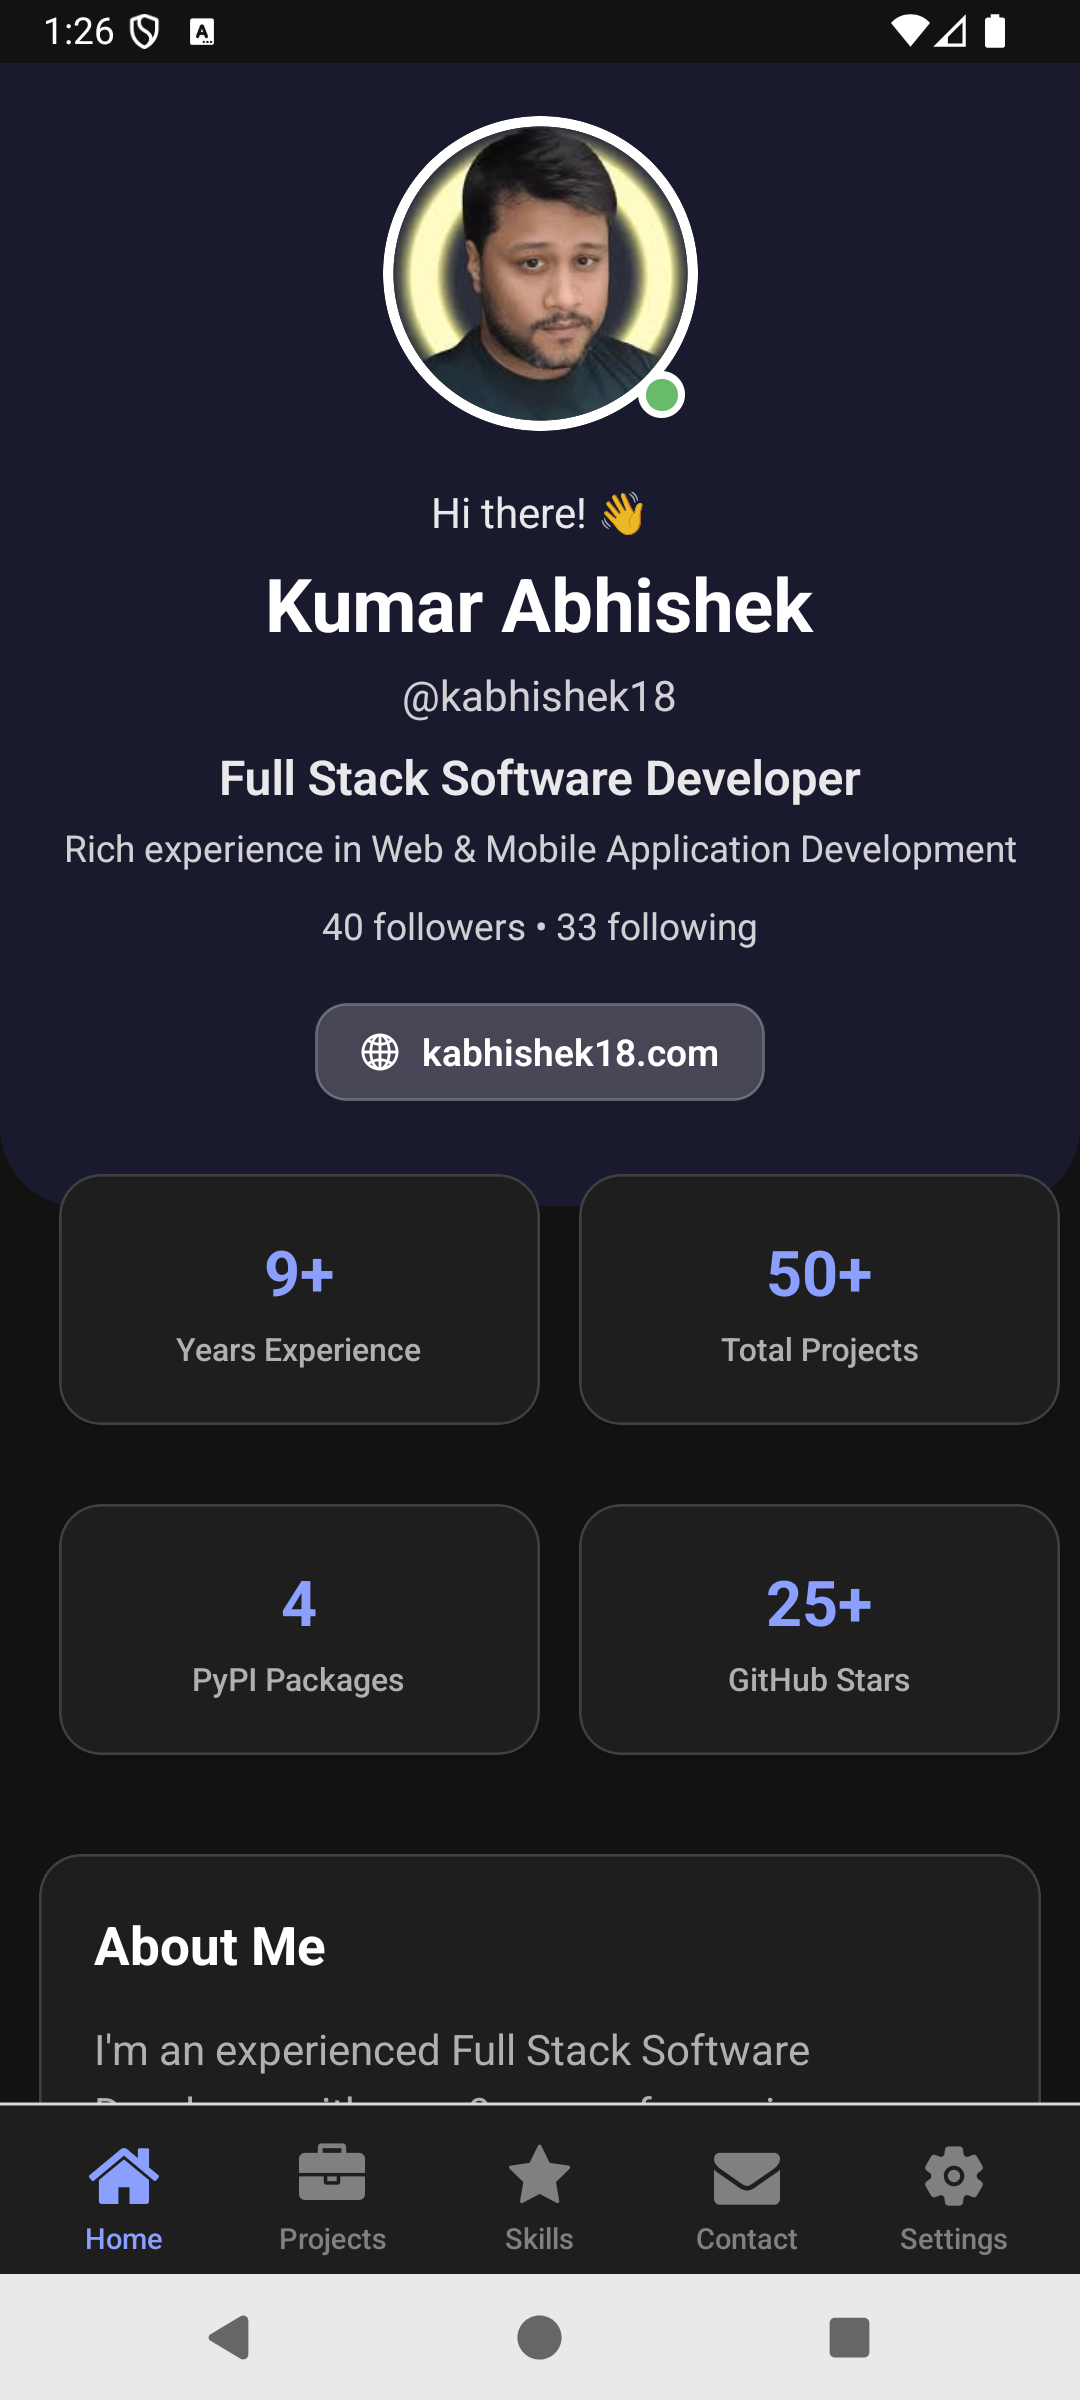 1:26
Hi there! 👋
Kumar Abhishek
@kabhishek18
Full Stack Software Developer
Rich experience in Web & Mobile Application Development
40 followers • 33 following
kabhishek18.com
9+
Years Experience
50+
Total Projects
4
PyPI Packages
25+
GitHub Stars
About Me
I'm an experienced Full Stack Software
Home
Projects
Skills
Contact
Settings